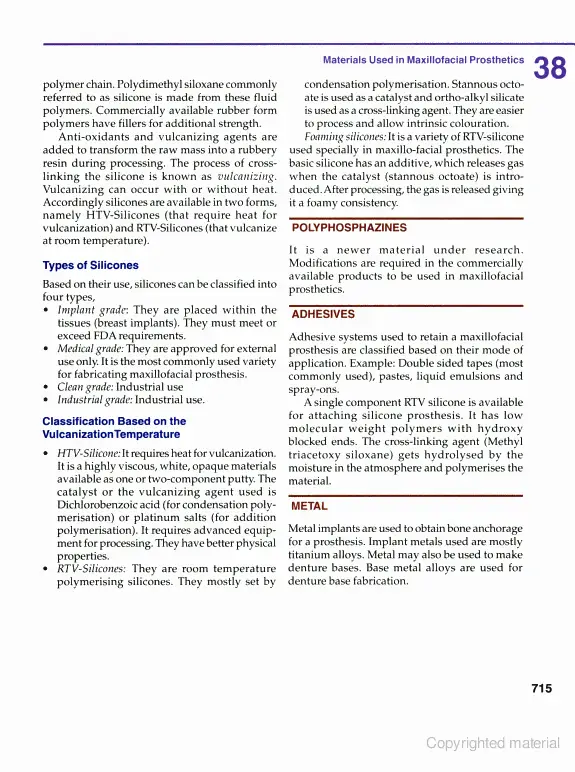 Materials Used in Maxillofacial Prosthetics
38
polymer chain. Polydimethyl siloxane commonly
referred to as silicone is made from these fluid
polymers. Commercially available rubber form
polymers have fillers for additional strength.
Anti-oxidants and vulcanizing agents are
added to transform the raw mass into a rubbery
resin during processing. The process of cross-
linking the silicone is known as vulcanizing.
Vulcanizing can occur with or without heat.
Accordingly silicones are available in two forms,
namely HTV-Silicones (that require heat for
vulcanization) and RTV-Silicones (that vulcanize
at room temperature).
Types of Silicones
Based on their use, silicones can be classified into
four types,
• Implant grade: They are placed within the
tissues (breast implants). They must meet or
exceed FDA requirements.
• Medical grade: They are approved for external
use only. It is the most commonly used variety
for fabricating maxillofacial prosthesis.
• Clean grade: Industrial use
• Industrial grade: Industrial use.
Classification Based on the
Vulcanization Temperature
• HTV-Silicone: It requires heat for vulcanization.
It is a highly viscous, white, opaque materials
available as one or two-component putty. The
catalyst or the vulcanizing agent used is
Dichlorobenzoic acid (for condensation poly-
merisation) or platinum salts (for addition
polymerisation). It requires advanced equip-
ment for processing. They have better physical
properties.
• RTV-Silicones: They are room temperature
polymerising silicones. They mostly set by
condensation polymerisation. Stannous octo-
ate is used as a catalyst and ortho-alkyl silicate
is used as a cross-linking agent. They are easier
to process and allow intrinsic colouration.
Foaming silicones: It is a variety of RTV-silicone
used specially in maxillo-facial prosthetics. The
basic silicone has an additive, which releases gas
when the catalyst (stannous octoate) is intro-
duced. After processing, the gas is released giving
it a foamy consistency.
POLYPHOSPHAZINES
It is a newer material under research.
Modifications are required in the commercially
available products to be used in maxillofacial
prosthetics.
ADHESIVES
Adhesive systems used to retain a maxillofacial
prosthesis are classified based on their mode of
application. Example: Double sided tapes (most
commonly used), pastes, liquid emulsions and
spray-ons.
A single component RTV silicone is available
for attaching silicone prosthesis. It has low
molecular weight polymers with hydroxy
blocked ends. The cross-linking agent (Methyl
triacetoxy siloxane) gets hydrolysed by the
moisture in the atmosphere and polymerises the
material.
METAL
Metal implants are used to obtain bone anchorage
for a prosthesis. Implant metals used are mostly
titanium alloys. Metal may also be used to make
denture bases. Base metal alloys are used for
denture base fabrication.
715
Copyrighted material